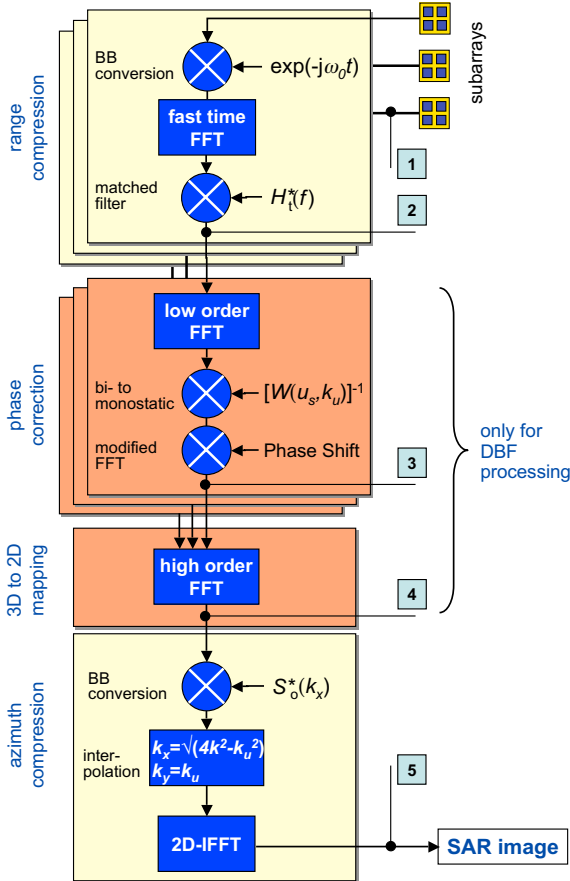 subarrays
range
compression
BB
conversion
exp(-jω₀t)
fast time
FFT
1
matched
filter
H*t(f)
2
low order
FFT
phase
correction
bi- to
monostatic
[W(uₛ,kᵤ)]⁻¹
modified
FFT
Phase Shift
3
only for
DBF
processing
3D to 2D
mapping
high order
FFT
4
azimuth
compression
BB
conversion
S*o(kₓ)
inter-
polation
kₓ=√(4k²-kᵤ²)
k_y=kᵤ
5
2D-IFFT
SAR image